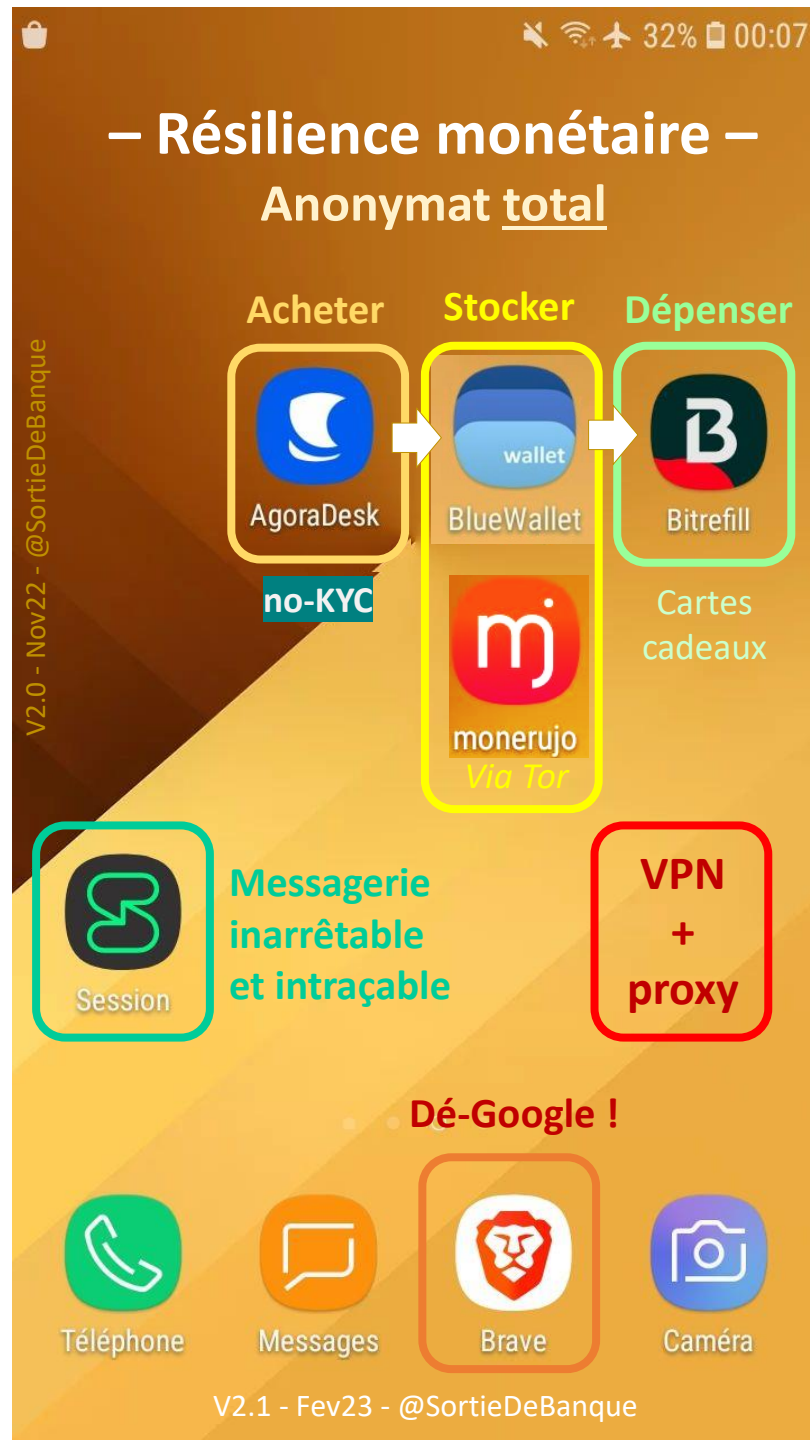 32% 00:07
– Résilience monétaire –
Anonymat total
Acheter
Stocker
Dépenser
wallet
AgoraDesk
BlueWallet
Bitrefill
no-KYC
Cartes
cadeaux
monerujo
Via Tor
V2.0 - Nov22 - @SortieDeBanque
Messagerie
inarrêtable
et intraçable
Session
VPN
+
proxy
Dé-Google !
Téléphone
Messages
Brave
Caméra
V2.1 - Fev23 - @SortieDeBanque